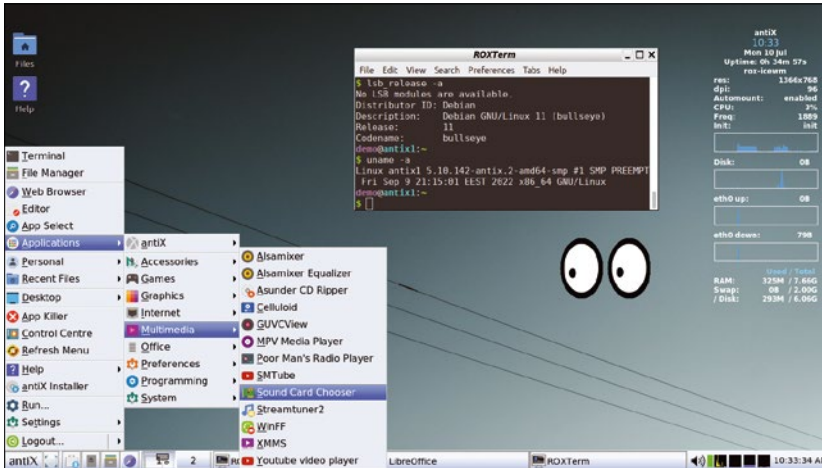 Files
Help
Terminal
File Manager
Web Browser
Editor
App Select
Applications
Personal
Recent Files
Desktop
App Killer
Control Centre
Refresh Menu
Help
antiX Installer
Run...
Settings
Logout...
antiX
Accessories
Games
Graphics
Internet
Multimedia
Office
Preferences
Programming
System
Alsamixer
Alsamixer Equalizer
Asunder CD Ripper
Celluloid
GUVCView
MPV Media Player
Poor Man's Radio Player
SMTube
Sound Card Chooser
Streamtuner2
WinFF
XMMS
Youtube video player
ROXTerm
File Edit View Search Preferences Tabs Help
$ lsb_release -a
No LSB modules are available.
Distributor ID: Debian
Description: Debian GNU/Linux 11 (bullseye)
Release: 11
Codename: bullseye
demo@antix1:~
$ uname -a
Linux antix1 5.10.142-antix.2-amd64-smp #1 SMP PREEMPT
Fri Sep 9 21:15:01 EEST 2022 x86_64 GNU/Linux
demo@antix1:~
$
antiX
10:33
Mon 10 Jul
Uptime: 0h 34m 57s
rox-icewm
res: 1366x768
dpi: 96
Automount: enabled
CPU: 3%
Freq: 1889
Init: init
Disk: 0B
eth0 up: 0B
eth0 down: 79B
Used / Total
RAM: 325M / 7.66G
Swap: 0B / 2.00G
/ Disk: 293M / 6.06G
antiX
2
LibreOffice
ROXTerm
10:33:34